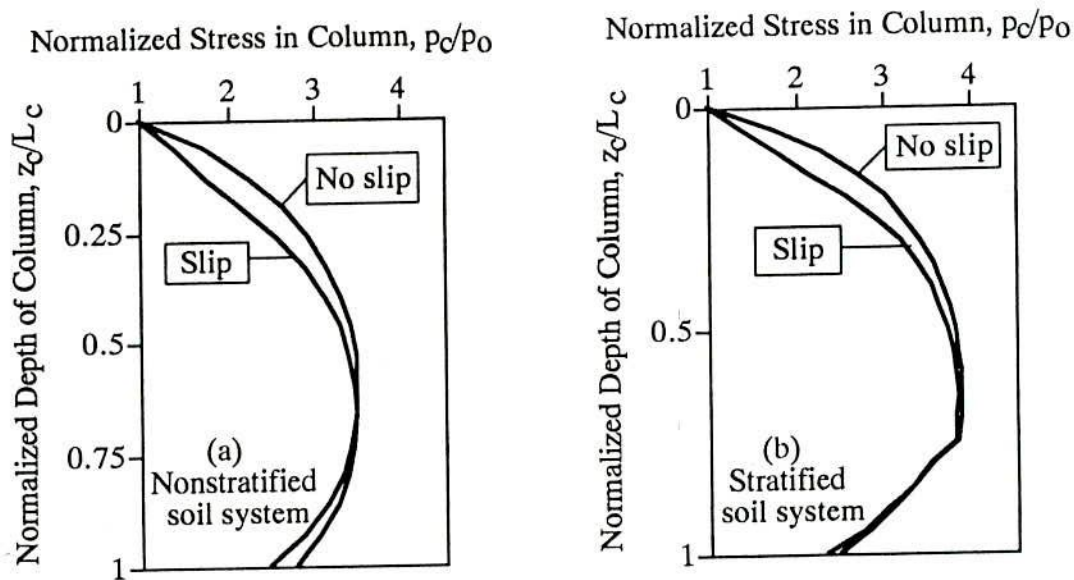 Normalized Stress in Column, pc/po
1 2 3 4
Normalized Depth of Column, zc/Lc
0
0.25
0.5
0.75
1
No slip
Slip
(a)
Nonstratified
soil system
Normalized Stress in Column, pc/po
1 2 3 4
Normalized Depth of Column, zc/Lc
0
0.5
1
No slip
Slip
(b)
Stratified
soil system